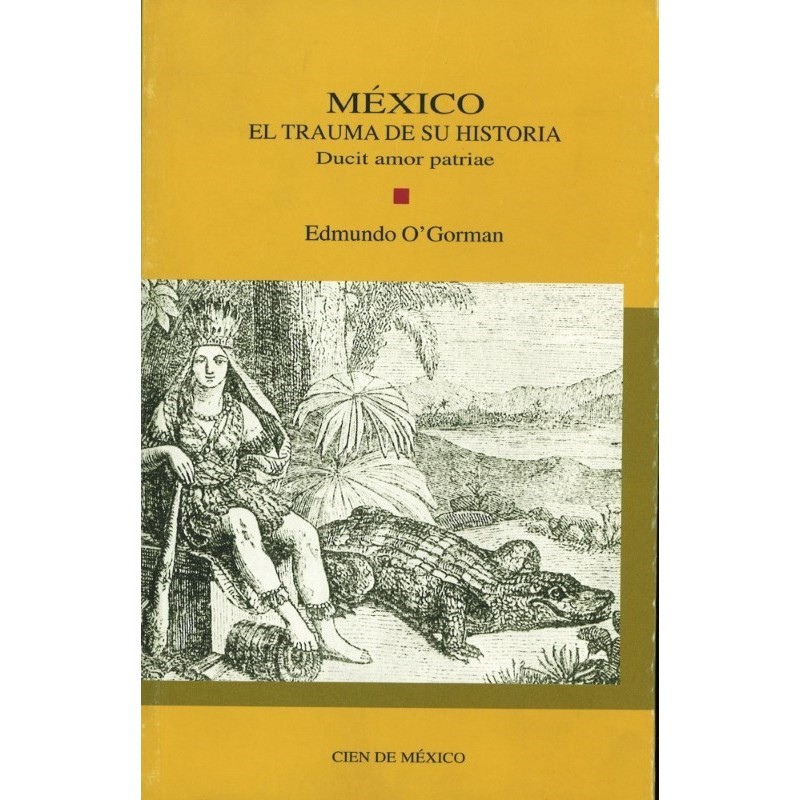 MÉXICO
EL TRAUMA DE SU HISTORIA
Ducit amor patriae
Edmundo O'Gorman
CIEN DE MÉXICO